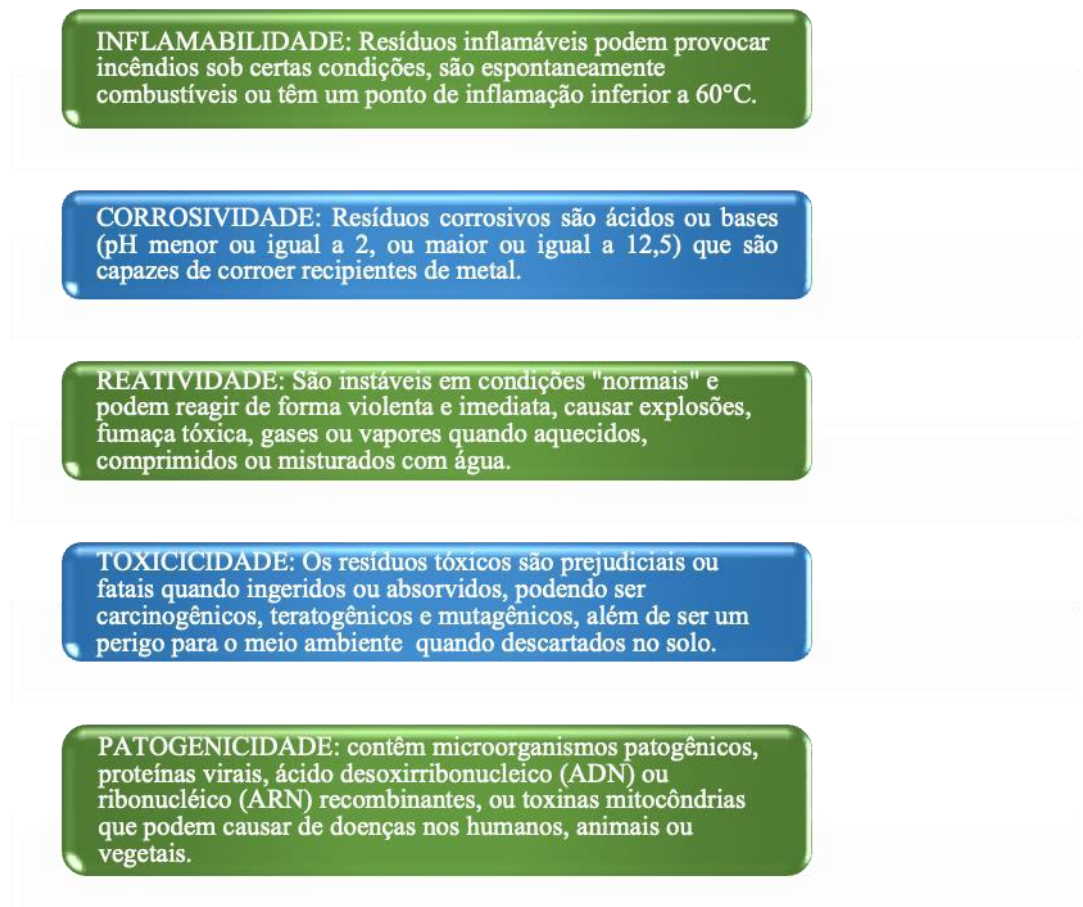 INFLAMABILIDADE: Resíduos inflamáveis podem provocar
incêndios sob certas condições, são espontaneamente
combustíveis ou têm um ponto de inflamação inferior a 60°C.
CORROSIVIDADE: Resíduos corrosivos são ácidos ou bases
(pH menor ou igual a 2, ou maior ou igual a 12,5) que são
capazes de corroer recipientes de metal.
REATIVIDADE: São instáveis em condições "normais" e
podem reagir de forma violenta e imediata, causar explosões,
fumaça tóxica, gases ou vapores quando aquecidos,
comprimidos ou misturados com água.
TOXICICIDADE: Os resíduos tóxicos são prejudiciais ou
fatais quando ingeridos ou absorvidos, podendo ser
carcinogênicos, teratogênicos e mutagênicos, além de ser um
perigo para o meio ambiente  quando descartados no solo.
PATOGENICIDADE: contêm microorganismos patogênicos,
proteínas virais, ácido desoxirribonucleico (ADN) ou
ribonucléico (ARN) recombinantes, ou toxinas mitocôndrias
que podem causar de doenças nos humanos, animais ou
vegetais.